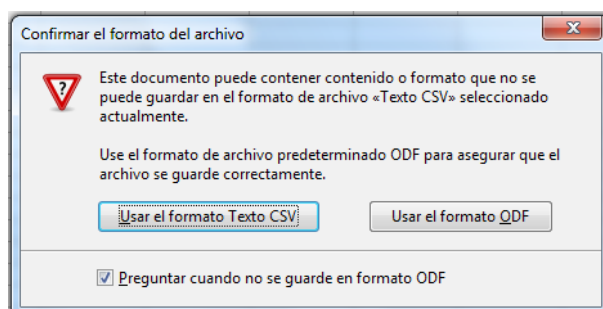 Confirmar el formato del archivo
Este documento puede contener contenido o formato que no se
puede guardar en el formato de archivo «Texto CSV» seleccionado
actualmente.
Use el formato de archivo predeterminado ODF para asegurar que el
archivo se guarde correctamente.
Usar el formato Texto CSV
Usar el formato ODF
Preguntar cuando no se guarde en formato ODF